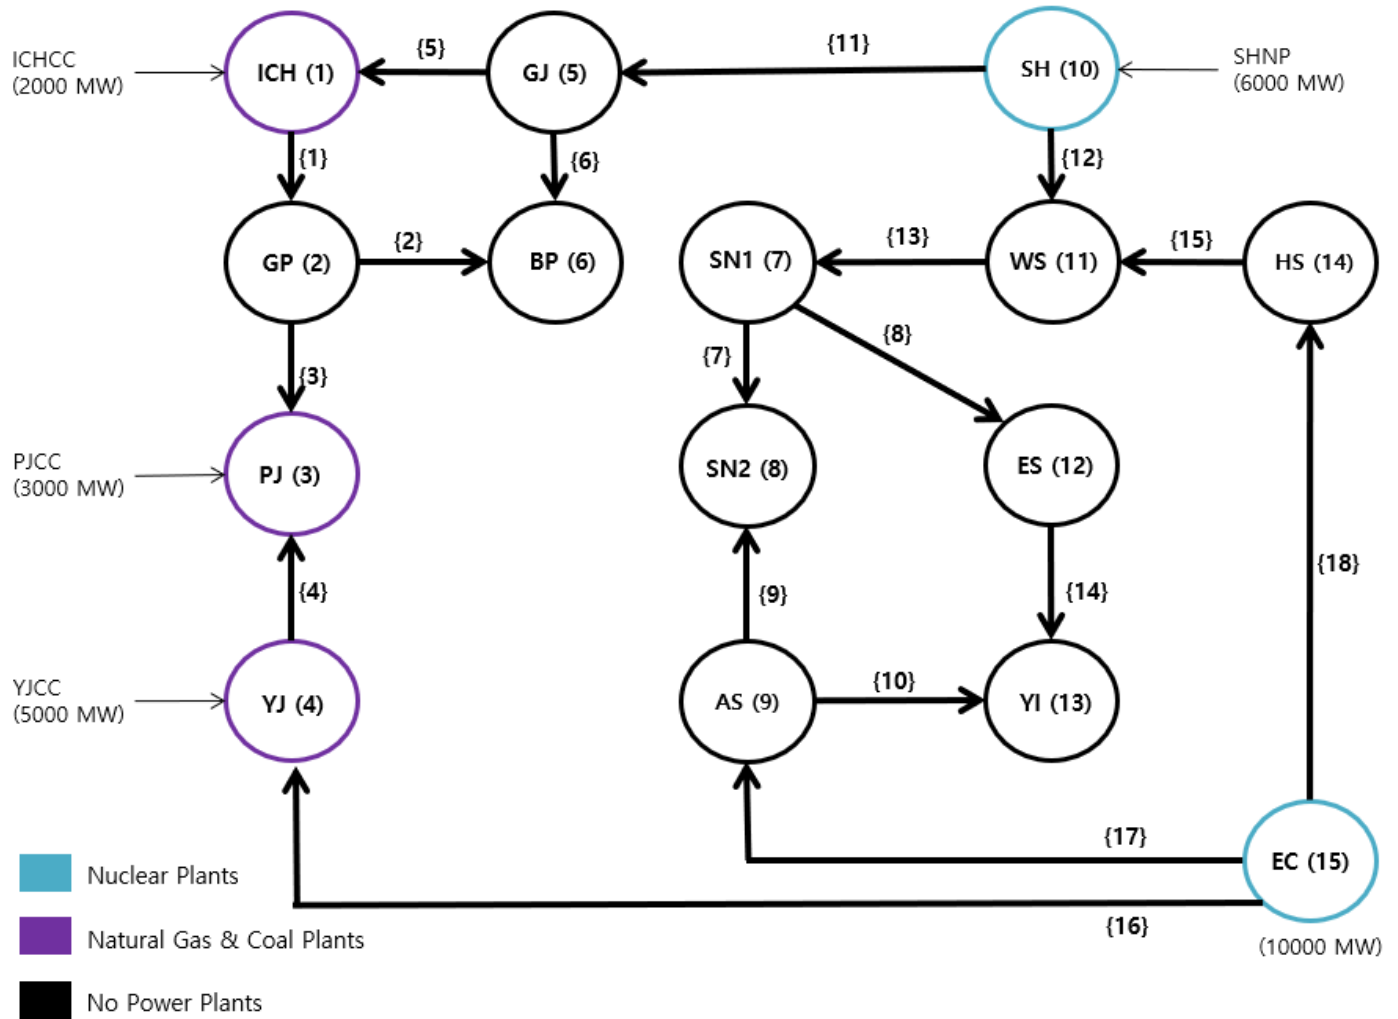 ICHCC
(2000 MW)
ICH (1)
{5}
GJ (5)
{11}
SH (10)
SHNP
(6000 MW)
{1}
{6}
{12}
GP (2)
{2}
BP (6)
SN1 (7)
{13}
WS (11)
{15}
HS (14)
{3}
{7}
{8}
PJCC
(3000 MW)
PJ (3)
SN2 (8)
ES (12)
{4}
{9}
{14}
{18}
YJCC
(5000 MW)
YJ (4)
AS (9)
{10}
YI (13)
{17}
EC (15)
{16}
(10000 MW)
Nuclear Plants
Natural Gas & Coal Plants
No Power Plants